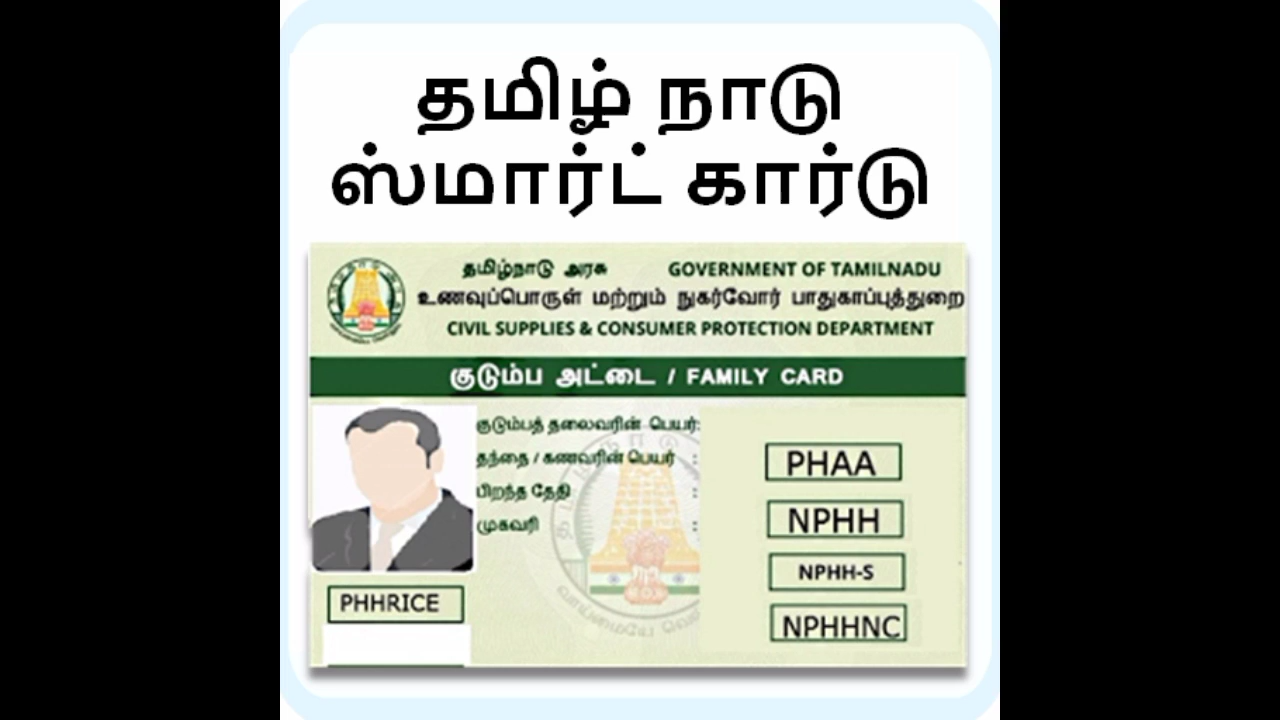 தமிழ் நாடு
ஸ்மார்ட் கார்டு
தமிழ்நாடு அரசு GOVERNMENT OF TAMILNADU
உணவுப்பொருள் மற்றும் நுகர்வோர் பாதுகாப்புத்துறை
CIVIL SUPPLIES & CONSUMER PROTECTION DEPARTMENT
குடும்ப அட்டை / FAMILY CARD
குடும்பத் தலைவரின் பெயர்:
தந்தை / கணவரின் பெயர் :
பிறந்த தேதி :
முகவரி :
PHHRICE
PHAA
NPHH
NPHH-S
NPHHNC